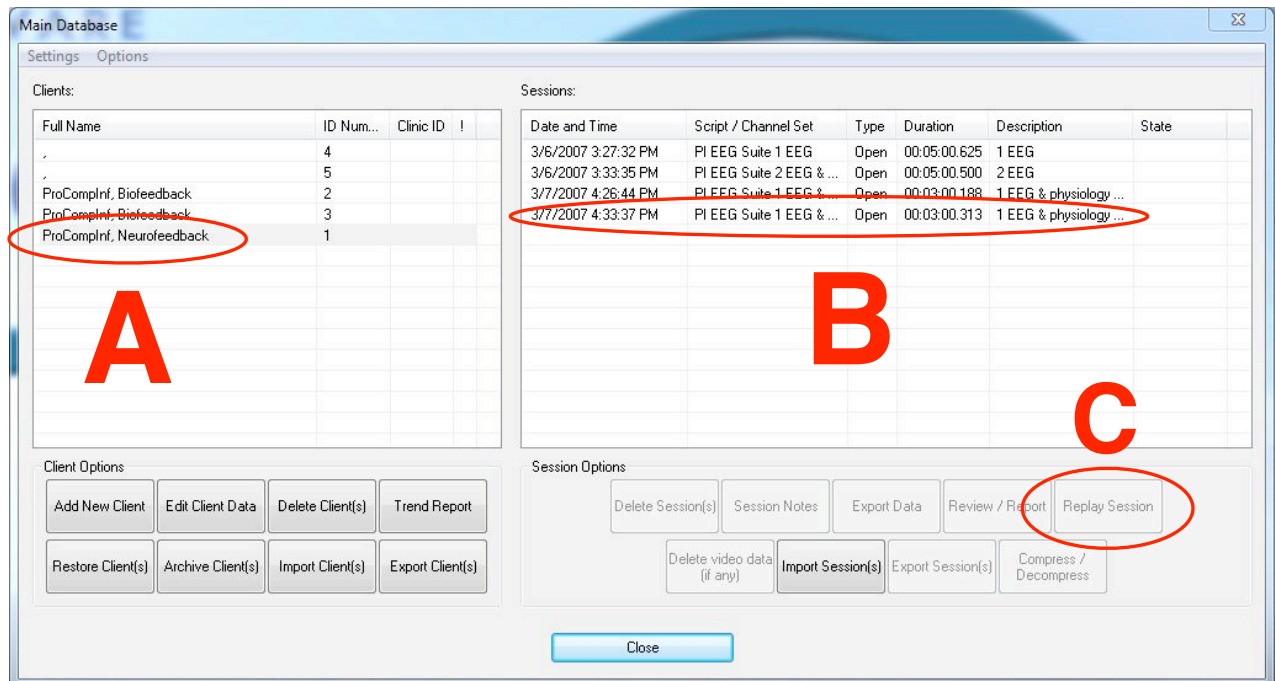 Main Database
Settings Options
Clients:
Full Name ID Num... Clinic ID !
, 4
, 5
ProCompInf, Biofeedback 2
ProCompInf, Biofeedback 3
ProCompInf, Neurofeedback 1
A
Sessions:
Date and Time Script / Channel Set Type Duration Description State
3/6/2007 3:27:32 PM PI EEG Suite 1 EEG Open 00:05:00.625 1 EEG
3/6/2007 3:33:35 PM PI EEG Suite 2 EEG & ... Open 00:05:00.500 2 EEG
3/7/2007 4:26:44 PM PI EEG Suite 1 EEG & ... Open 00:03:00.188 1 EEG & physiology ...
3/7/2007 4:33:37 PM PI EEG Suite 1 EEG & ... Open 00:03:00.313 1 EEG & physiology ...
B
C
Client Options
Add New Client Edit Client Data Delete Client(s) Trend Report
Restore Client(s) Archive Client(s) Import Client(s) Export Client(s)
Session Options
Delete Session(s) Session Notes Export Data Review / Report Replay Session
Delete video data
(if any)
Import Session(s) Export Session(s)
Compress /
Decompress
Close